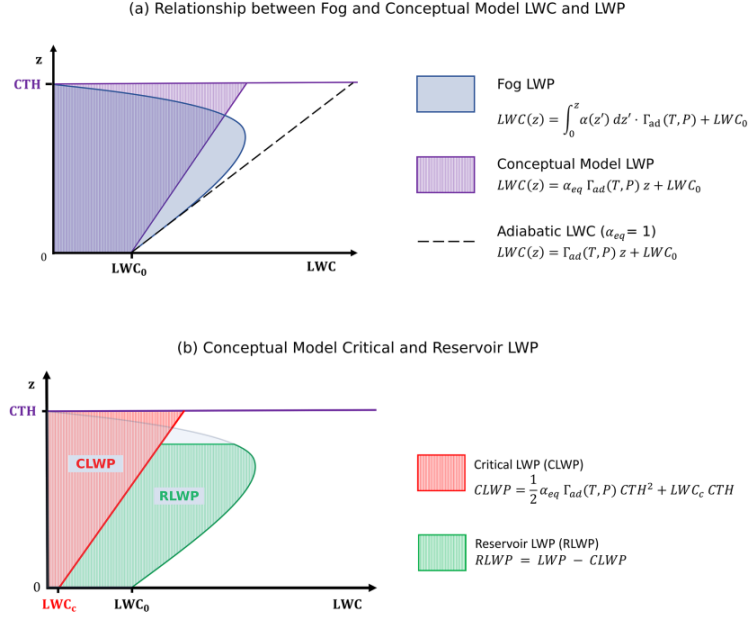 (a) Relationship between Fog and Conceptual Model LWC and LWP
z
CTH
0
LWC₀
LWC
Fog LWP
LWC(z) = ∫₀ᶻ α(z′) dz′ · Γad(T, P) + LWC₀
Conceptual Model LWP
LWC(z) = αeq Γad(T, P) z + LWC₀
Adiabatic LWC (αeq= 1)
LWC(z) = Γad(T, P) z + LWC₀
(b) Conceptual Model Critical and Reservoir LWP
z
CTH
CLWP
RLWP
0
LWCc
LWC₀
LWC
Critical LWP (CLWP)
CLWP = 1/2 αeq Γad(T, P) CTH² + LWCc CTH
Reservoir LWP (RLWP)
RLWP = LWP − CLWP